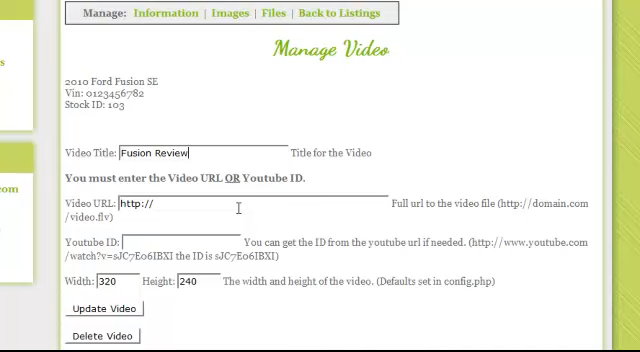 Manage: Information | Images | Files | Back to Listings
Manage Video
s
2010 Ford Fusion SE
Vin: 0123456782
Stock ID: 103
Video Title: Fusion Review Title for the Video
You must enter the Video URL OR Youtube ID.
com
Video URL: http:// Full url to the video file (http://domain.com
/video.flv)
Youtube ID: You can get the ID from the youtube url if needed. (http://www.youtube.com
/watch?v=sJC7E06IBXI the ID is sJC7E06IBXI)
Width: 320 Height: 240 The width and height of the video. (Defaults set in config.php)
Update Video
Delete Video